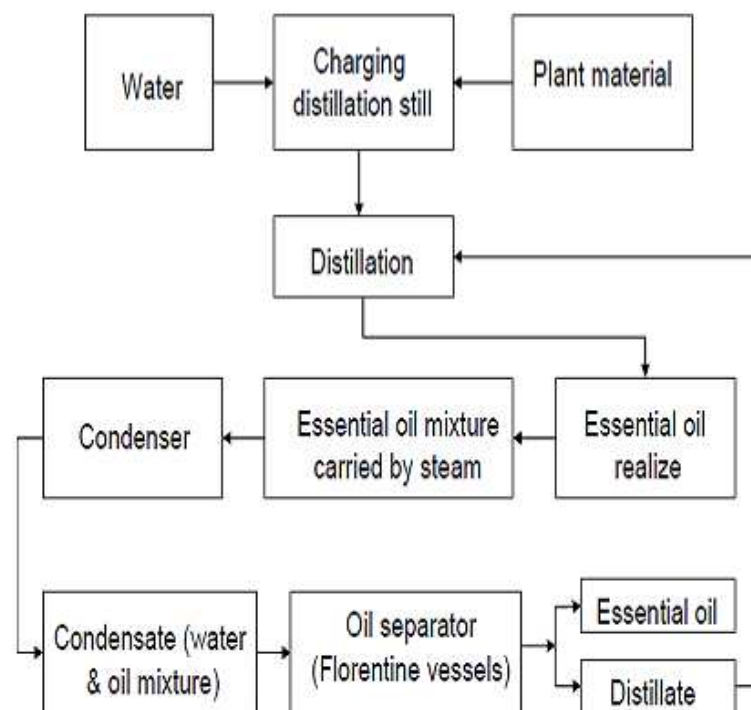 Water
Charging
distillation still
Plant material
Distillation
Condenser
Essential oil mixture
carried by steam
Essential oil
realize
Condensate (water
& oil mixture)
Oil separator
(Florentine vessels)
Essential oil
Distillate